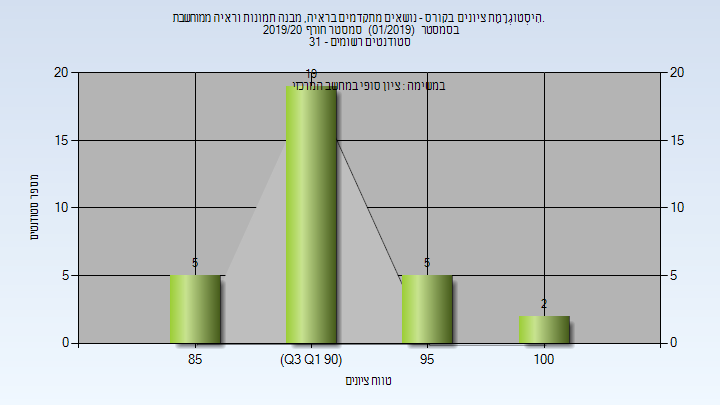 היסטוגרמת ציונים בקורס - נושאים מתקדמים בראיה, מבנה תמונות וראיה ממוחשבת.
בסמסטר (01/2019) סמסטר חורף 2019/20
סטודנטים רשומים - 31
במשימה : ציון סופי במחשב המרכזי
20
15
10
5
0
20
15
10
5
0
מספר סטודנטים
5
19
5
2
85
(Q3 Q1 90)
95
100
טווח ציונים